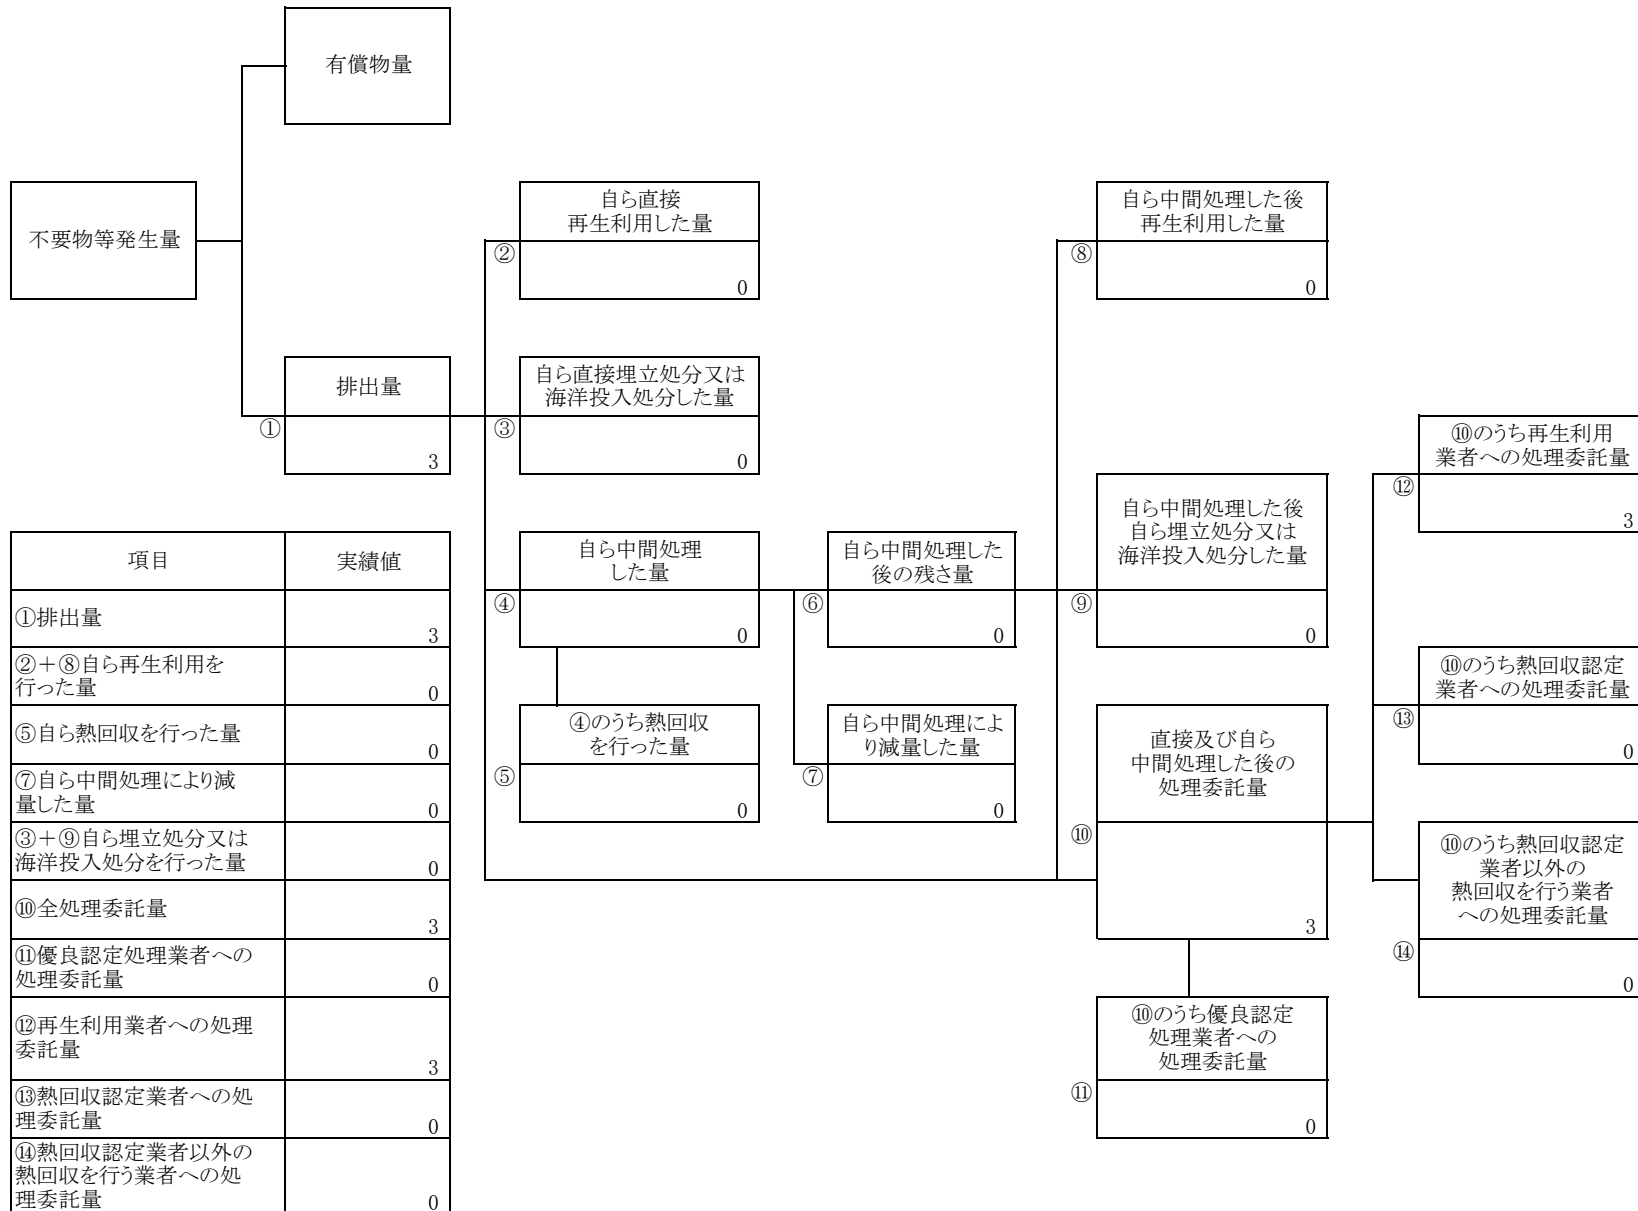 有償物量
不要物等発生量
排出量
①
3
自ら直接
再生利用した量
②
0
自ら直接埋立処分又は
海洋投入処分した量
③
0
自ら中間処理
した量
④
0
④のうち熱回収
を行った量
⑤
0
自ら中間処理した
後の残さ量
⑥
0
自ら中間処理によ
り減量した量
⑦
0
自ら中間処理した後
再生利用した量
⑧
0
自ら中間処理した後
自ら埋立処分又は
海洋投入処分した量
⑨
0
直接及び自ら
中間処理した後の
処理委託量
⑩
3
⑩のうち優良認定
処理業者への
処理委託量
⑪
0
⑩のうち再生利用
業者への処理委託量
⑫
3
⑩のうち熱回収認定
業者への処理委託量
⑬
0
⑩のうち熱回収認定
業者以外の
熱回収を行う業者
への処理委託量
⑭
0
項目 実績値
①排出量
3
②＋⑧自ら再生利用を
行った量
0
⑤自ら熱回収を行った量
0
⑦自ら中間処理により減
量した量
0
③＋⑨自ら埋立処分又は
海洋投入処分を行った量
0
⑩全処理委託量
3
⑪優良認定処理業者への
処理委託量
0
⑫再生利用業者への処理
委託量
3
⑬熱回収認定業者への処
理委託量
0
⑭熱回収認定業者以外の
熱回収を行う業者への処
理委託量
0